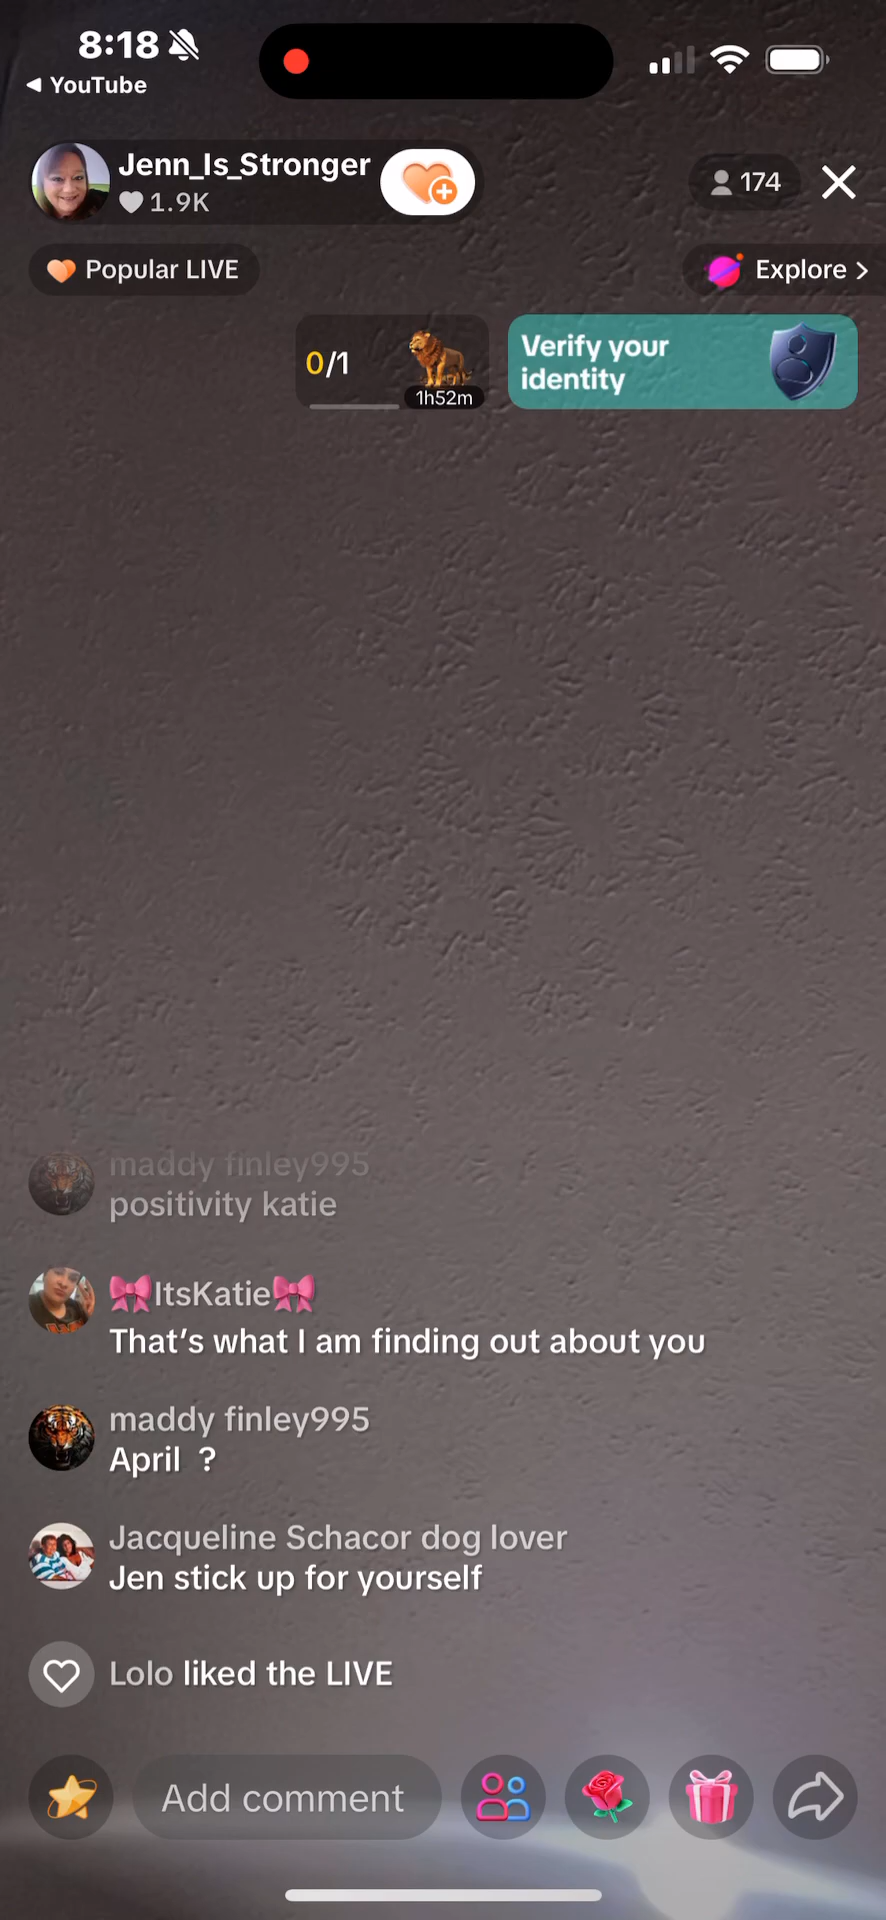 8:18
YouTube
Jenn_Is_Stronger
1.9K
174
Popular LIVE
Explore >
0/1
1h52m
Verify your
identity
maddy finley995
positivity katie
🎀ItsKatie🎀
That’s what I am finding out about you
maddy finley995
April ?
Jacqueline Schacor dog lover
Jen stick up for yourself
Lolo liked the LIVE
Add comment